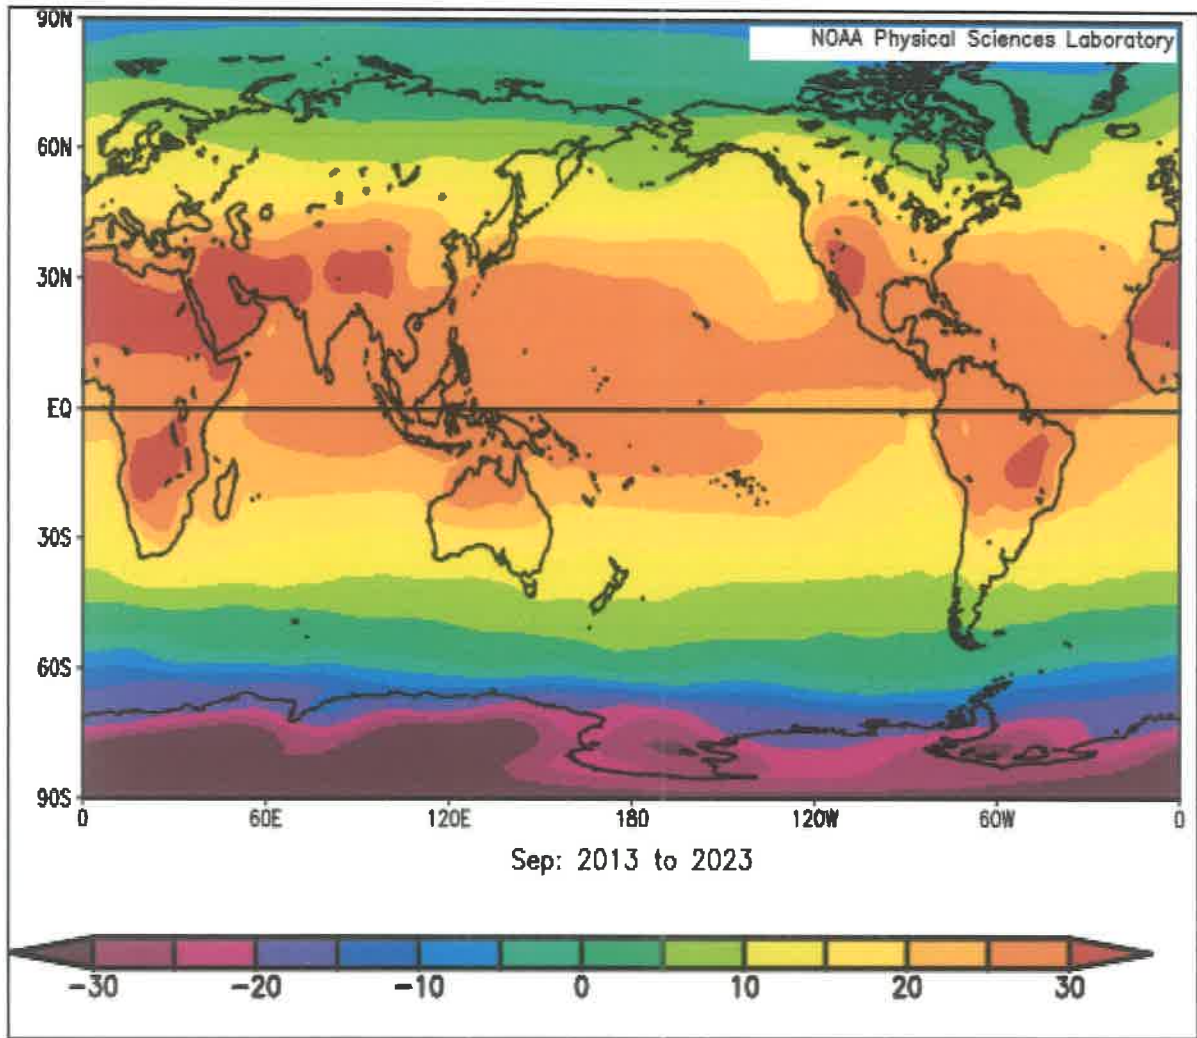 NOAA Physical Sciences Laboratory
90N
60N
30N
EQ
30S
60S
90S
0 60E 120E 180 120W 60W 0
Sep: 2013 to 2023
-30 -20 -10 0 10 20 30